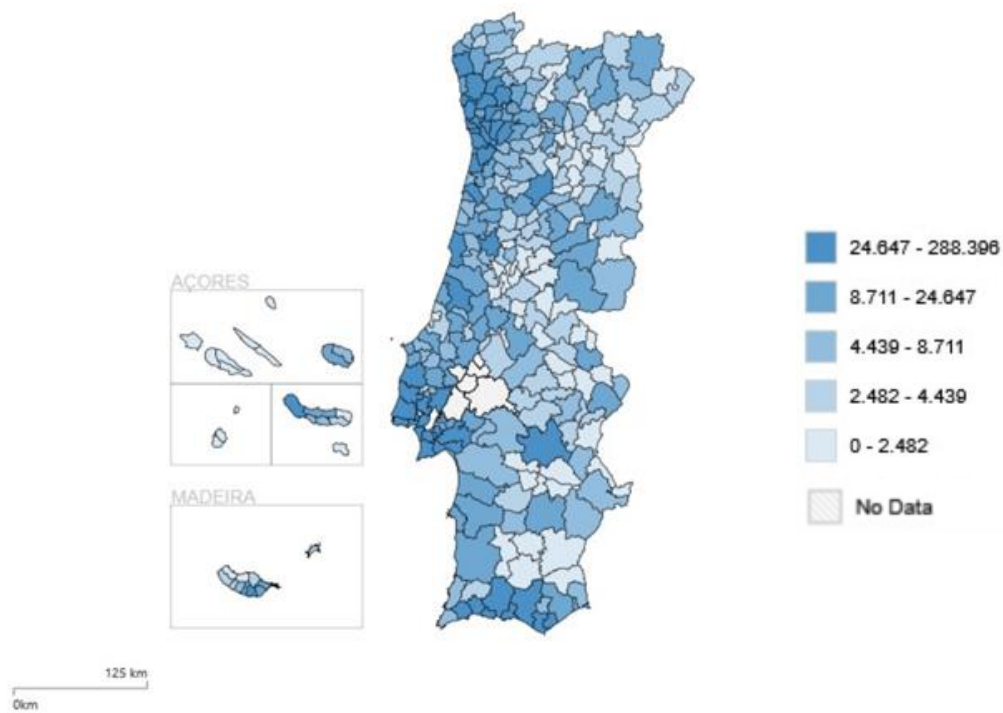 AÇORES
MADEIRA
24.647 - 288.396
8.711 - 24.647
4.439 - 8.711
2.482 - 4.439
0 - 2.482
No Data
125 km
0km